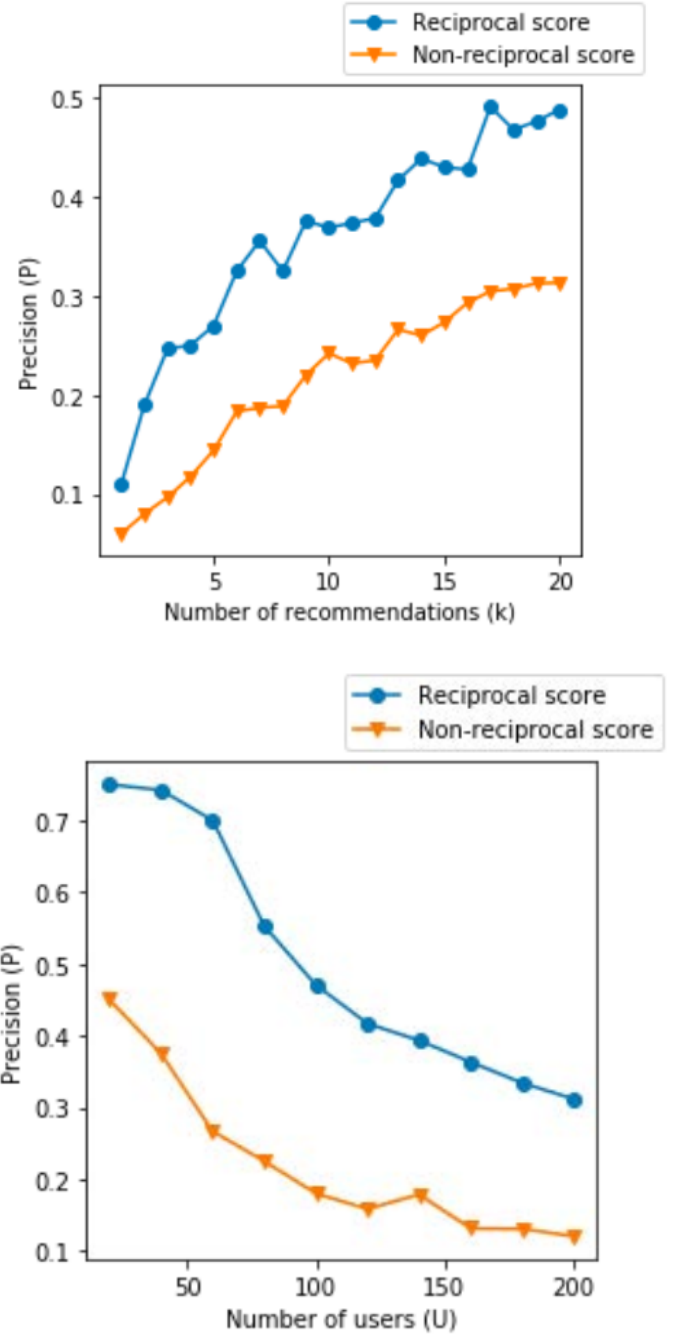 Reciprocal score
Non-reciprocal score
0.5
0.4
0.3
0.2
0.1
Precision (P)
5 10 15 20
Number of recommendations (k)
Reciprocal score
Non-reciprocal score
0.7
0.6
0.5
0.4
0.3
0.2
0.1
Precision (P)
50 100 150 200
Number of users (U)